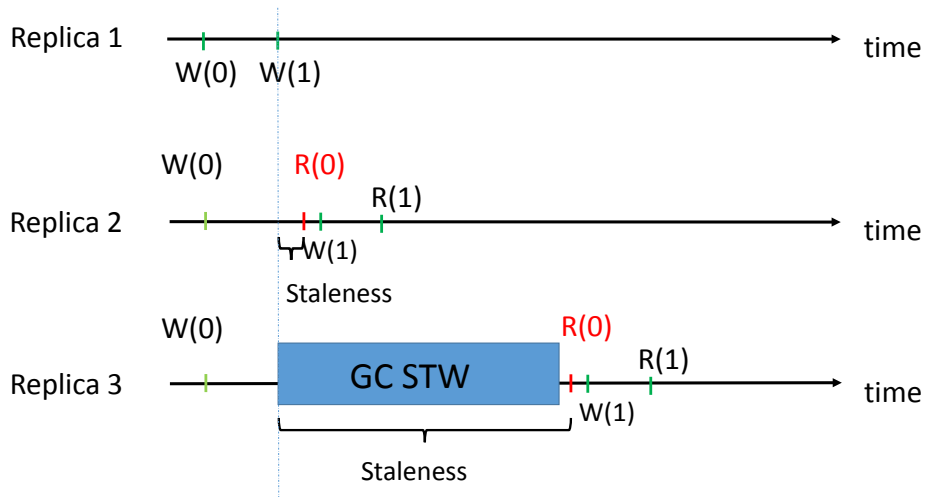 Replica 1
time
W(0)
W(1)
W(0)
R(0)
R(1)
Replica 2
time
W(1)
Staleness
W(0)
R(0)
R(1)
Replica 3
GC STW
time
W(1)
Staleness